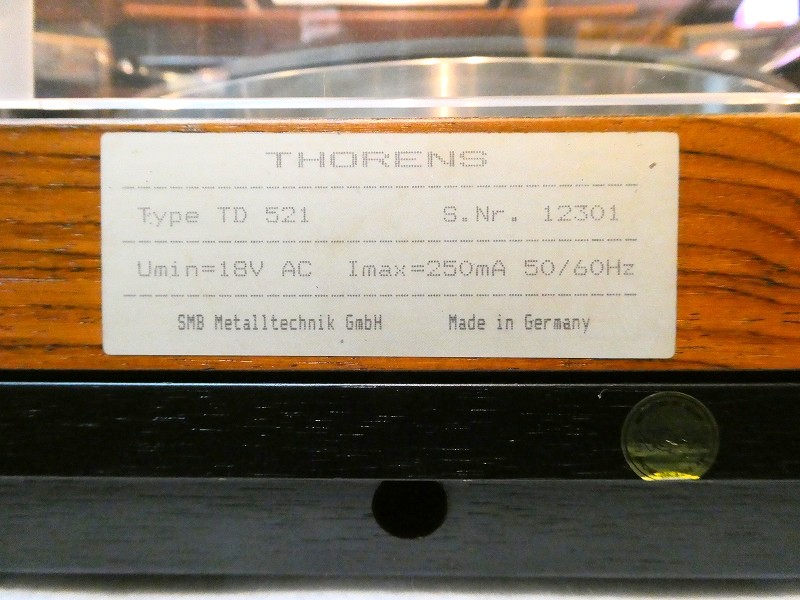 THORENS
Type TD 521 S.Nr. 12301
Umin=18V AC Imax=250mA 50/60Hz
SMB Metalltechnik GmbH Made in Germany